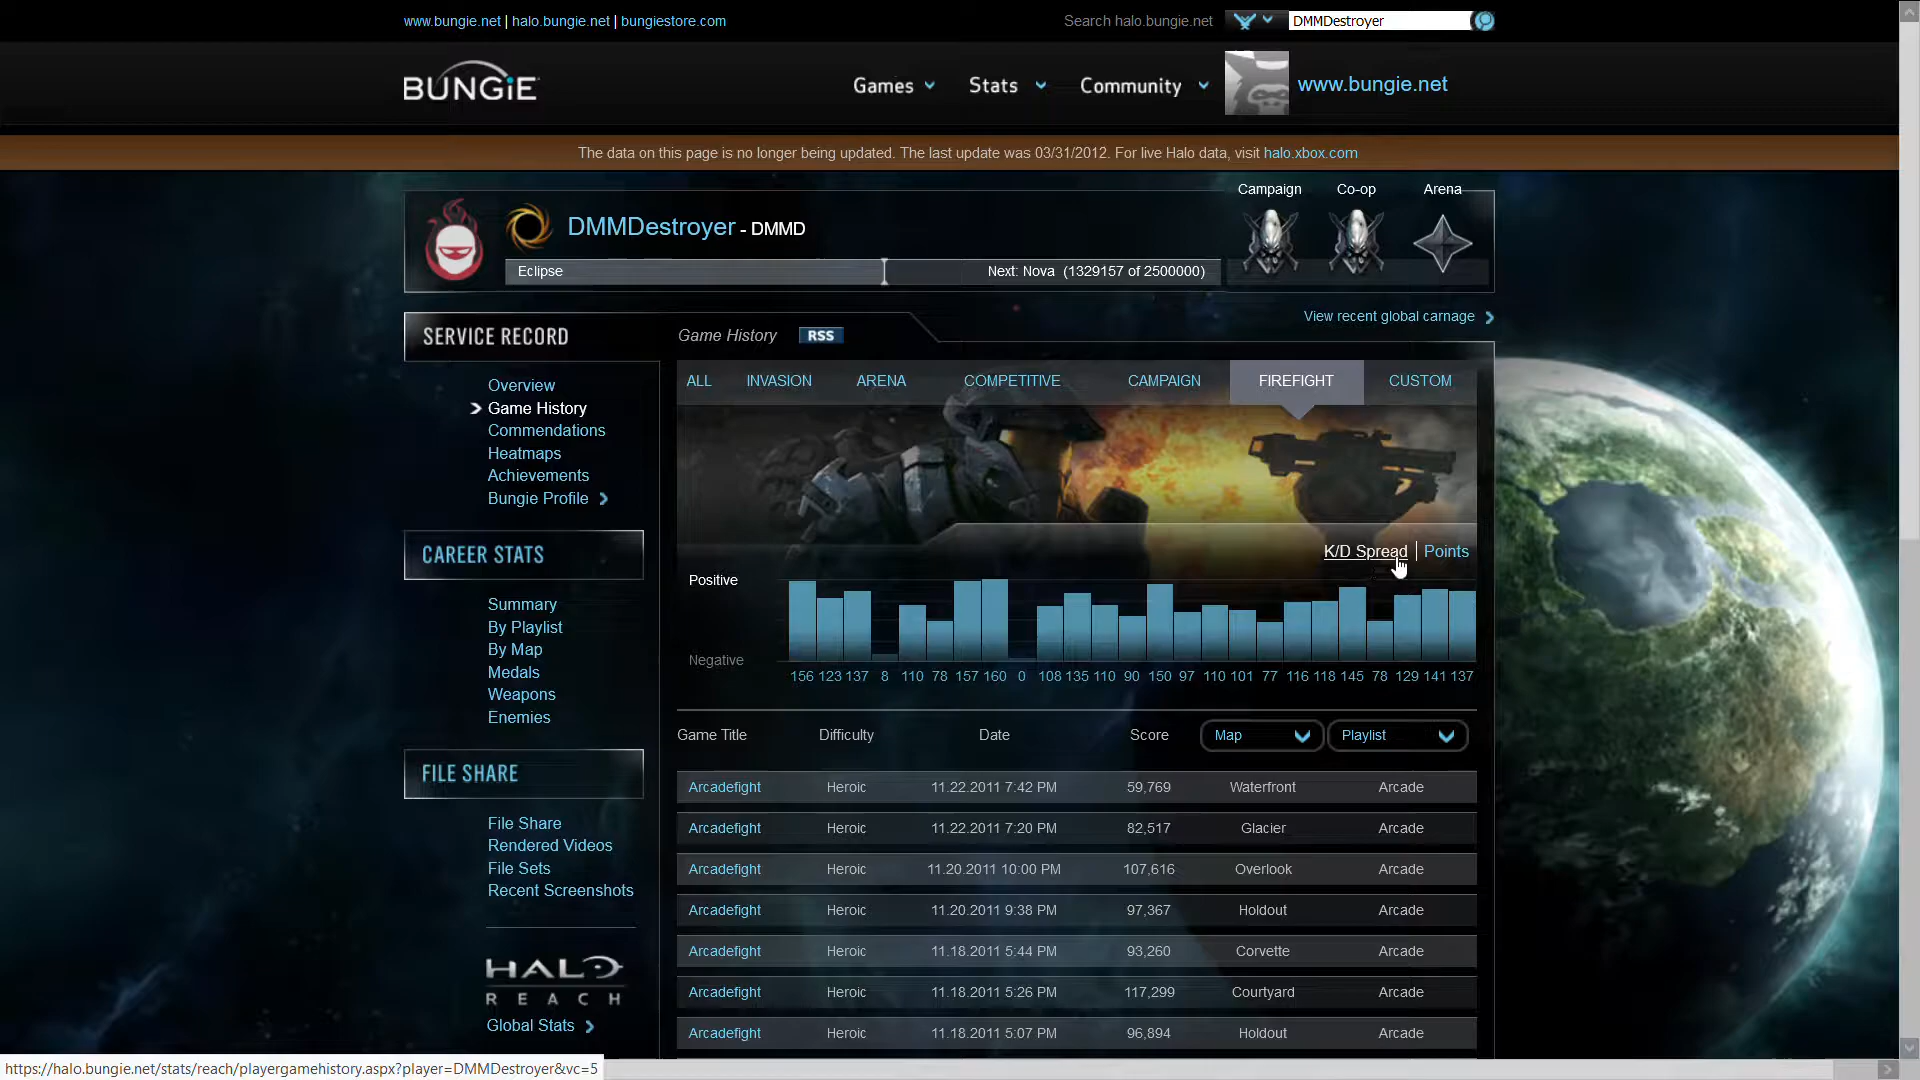 www.bungie.net | halo.bungie.net | bungiestore.com
Search halo.bungie.net
DMMDestroyer
BUNGiE
Games
Stats
Community
www.bungie.net
The data on this page is no longer being updated. The last update was 03/31/2012. For live Halo data, visit halo.xbox.com
DMMDestroyer - DMMD
Campaign Co-op Arena
Eclipse
Next: Nova (1329157 of 2500000)
View recent global carnage
SERVICE RECORD
Overview
Game History
Commendations
Heatmaps
Achievements
Bungie Profile
CAREER STATS
Summary
By Playlist
By Map
Medals
Weapons
Enemies
FILE SHARE
File Share
Rendered Videos
File Sets
Recent Screenshots
HALO
REACH
Global Stats
Game History RSS
ALL INVASION ARENA COMPETITIVE CAMPAIGN FIREFIGHT CUSTOM
K/D Spread | Points
Positive
Negative
156 123 137 8 110 78 157 160 0 108 135 110 90 150 97 110 101 77 116 118 145 78 129 141 137
Game Title Difficulty Date Score Map Playlist
Arcadefight Heroic 11.22.2011 7:42 PM 59,769 Waterfront Arcade
Arcadefight Heroic 11.22.2011 7:20 PM 82,517 Glacier Arcade
Arcadefight Heroic 11.20.2011 10:00 PM 107,616 Overlook Arcade
Arcadefight Heroic 11.20.2011 9:38 PM 97,367 Holdout Arcade
Arcadefight Heroic 11.18.2011 5:44 PM 93,260 Corvette Arcade
Arcadefight Heroic 11.18.2011 5:26 PM 117,299 Courtyard Arcade
Arcadefight Heroic 11.18.2011 5:07 PM 96,894 Holdout Arcade
https://halo.bungie.net/stats/reach/playergamehistory.aspx?player=DMMDestroyer&vc=5